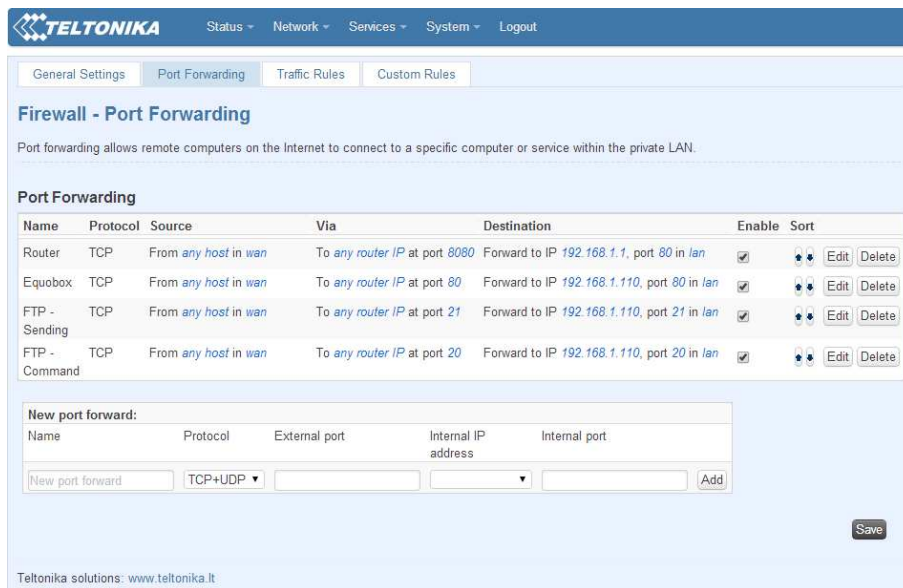 TELTONIKA Status Network Services System Logout
General Settings Port Forwarding Traffic Rules Custom Rules
Firewall - Port Forwarding
Port forwarding allows remote computers on the Internet to connect to a specific computer or service within the private LAN.
Port Forwarding
Name Protocol Source Via Destination Enable Sort
Router TCP From any host in wan To any router IP at port 8080 Forward to IP 192.168.1.1, port 80 in lan Edit Delete
Equobox TCP From any host in wan To any router IP at port 80 Forward to IP 192.168.1.110, port 80 in lan Edit Delete
FTP - TCP From any host in wan To any router IP at port 21 Forward to IP 192.168.1.110, port 21 in lan Edit Delete
Sending
FTP - TCP From any host in wan To any router IP at port 20 Forward to IP 192.168.1.110, port 20 in lan Edit Delete
Command
New port forward:
Name Protocol External port Internal IP Internal port
address
New port forward TCP+UDP Add
Save
Teltonika solutions: www.teltonika.lt